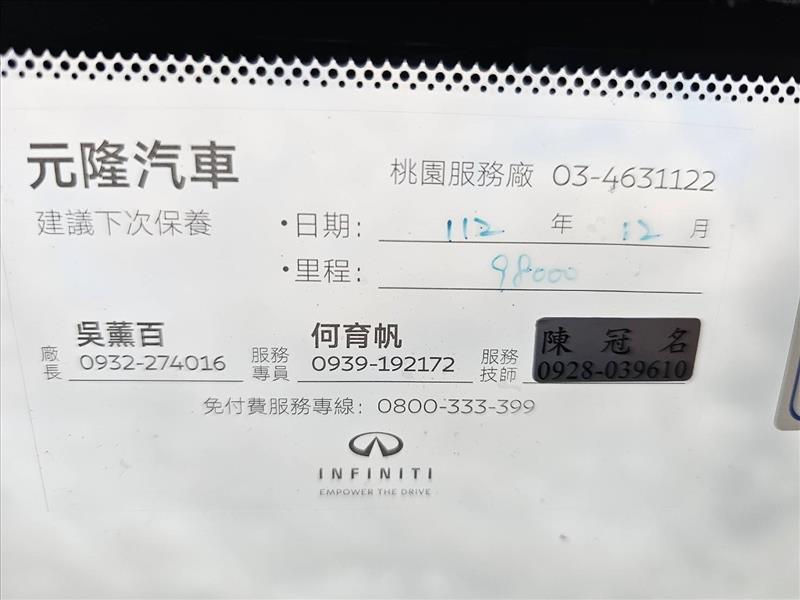 元隆汽車 桃園服務廠 03-4631122
建議下次保養 •日期: 112 年 12 月
•里程: 98000
廠長 吳薰百 0932-274016 服務專員 何育帆 0939-192172 服務技師 陳冠名 0928-039610
免付費服務專線: 0800-333-399
INFINITI
EMPOWER THE DRIVE